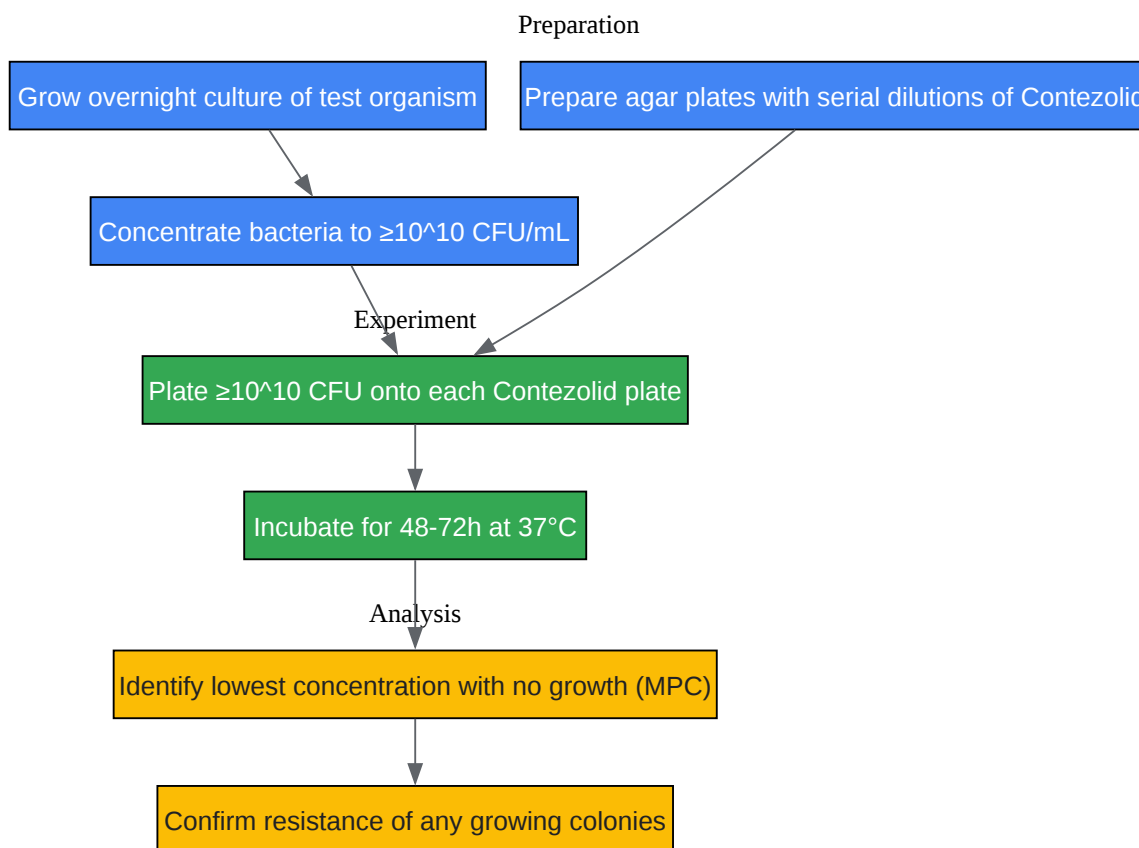 Preparation
Grow overnight culture of test organism
Prepare agar plates with serial dilutions of Contezolid
Concentrate bacteria to ≥10^10 CFU/mL
Experiment
Plate ≥10^10 CFU onto each Contezolid plate
Incubate for 48-72h at 37°C
Analysis
Identify lowest concentration with no growth (MPC)
Confirm resistance of any growing colonies